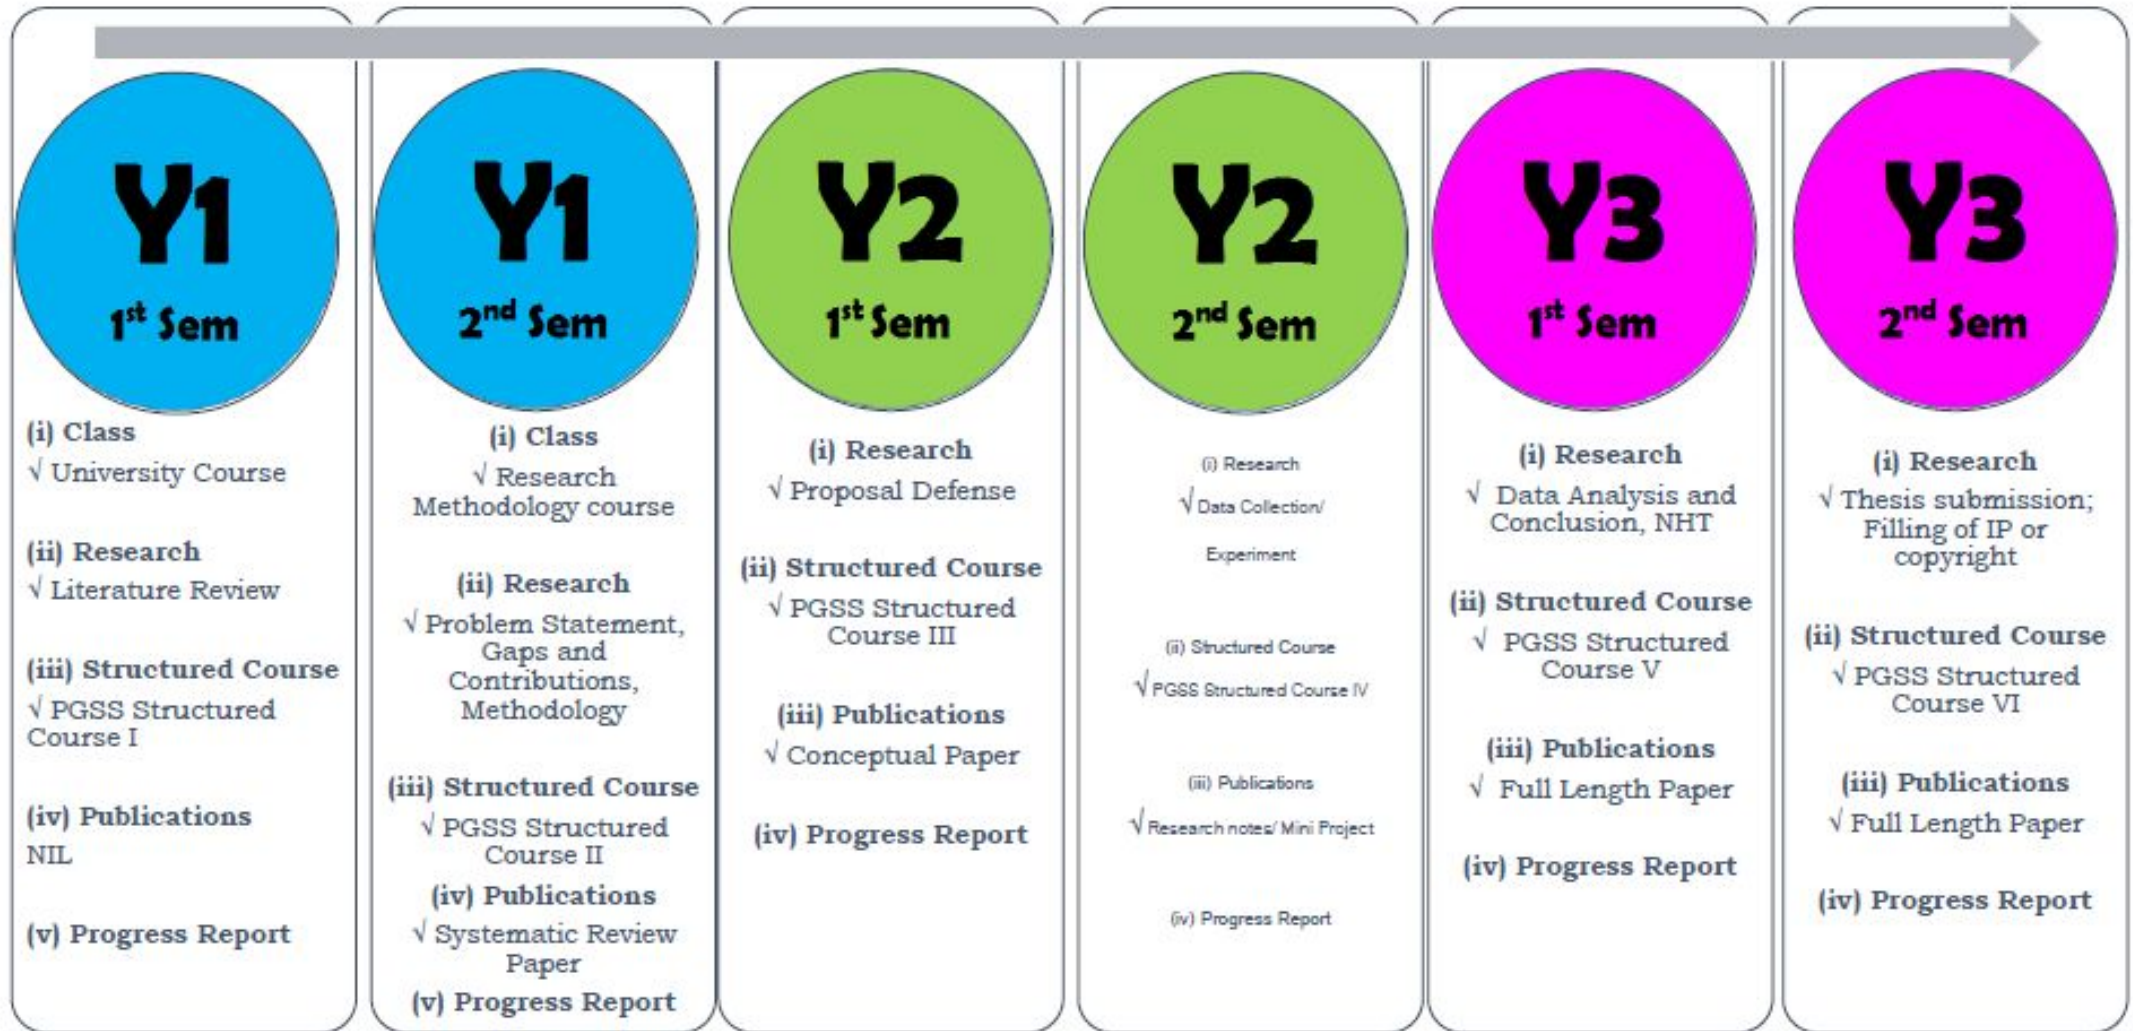 Y1
1st Sem
(i) Class
√ University Course
(ii) Research
√ Literature Review
(iii) Structured Course
√ PGSS Structured
Course I
(iv) Publications
NIL
(v) Progress Report
Y1
2nd Sem
(i) Class
√ Research
Methodology course
(ii) Research
√ Problem Statement,
Gaps and
Contributions,
Methodology
(iii) Structured Course
√ PGSS Structured
Course II
(iv) Publications
√ Systematic Review
Paper
(v) Progress Report
Y2
1st Sem
(i) Research
√ Proposal Defense
(ii) Structured Course
√ PGSS Structured
Course III
(iii) Publications
√ Conceptual Paper
(iv) Progress Report
Y2
2nd Sem
(i) Research
√ Data Collection/
Experiment
(ii) Structured Course
√ PGSS Structured Course IV
(iii) Publications
√ Research notes/ Mini Project
(iv) Progress Report
Y3
1st Sem
(i) Research
√ Data Analysis and
Conclusion, NHT
(ii) Structured Course
√ PGSS Structured
Course V
(iii) Publications
√ Full Length Paper
(iv) Progress Report
Y3
2nd Sem
(i) Research
√ Thesis submission;
Filling of IP or
copyright
(ii) Structured Course
√ PGSS Structured
Course VI
(iii) Publications
√ Full Length Paper
(iv) Progress Report